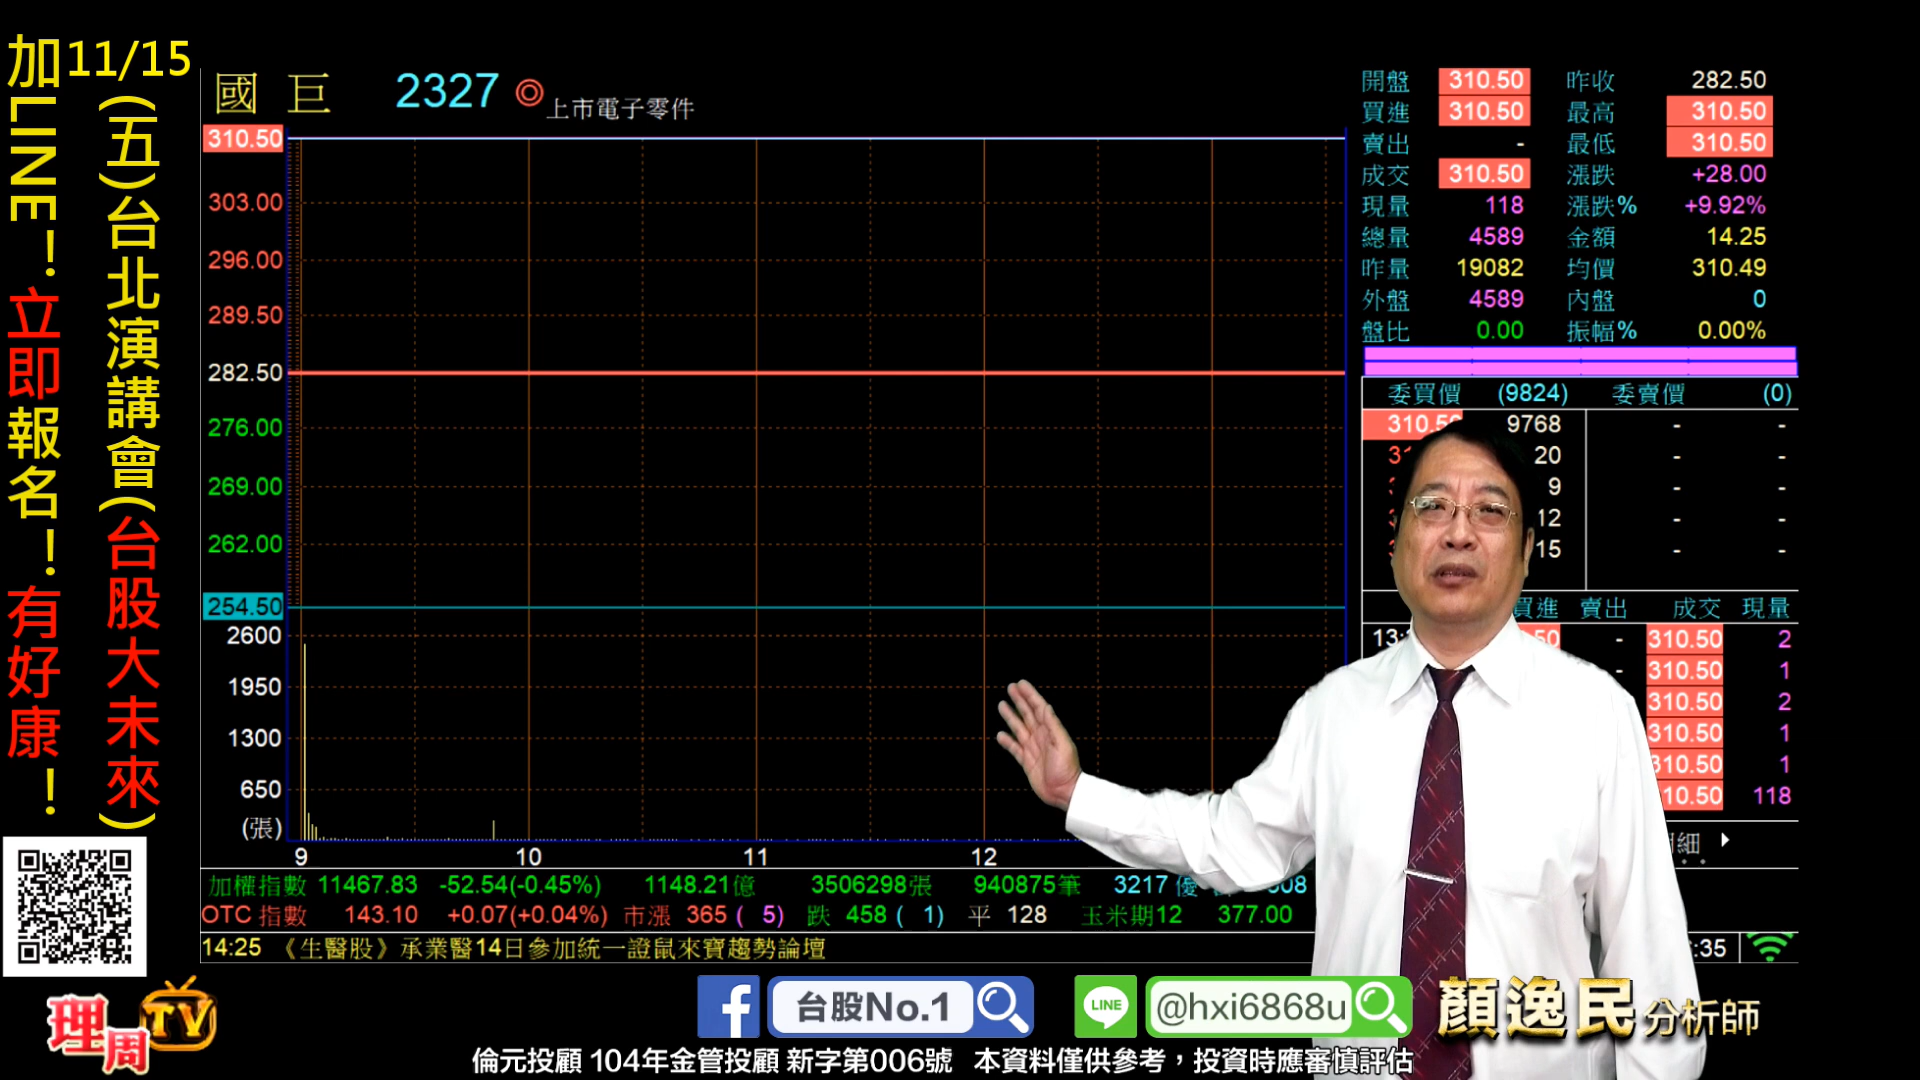 加LINE！立即報名！有好康！
11/15
(五)台北演講會(台股大未來)
國 巨 2327 ◎上市電子零件
310.50
303.00
296.00
289.50
282.50
276.00
269.00
262.00
254.50
2600
1950
1300
650
(張)
9 10 11 12
開盤 310.50 昨收 282.50
買進 310.50 最高 310.50
賣出 - 最低 310.50
成交 310.50 漲跌 +28.00
現量 118 漲跌% +9.92%
總量 4589 金額 14.25
昨量 19082 均價 310.49
外盤 4589 內盤 0
盤比 0.00 振幅% 0.00%
委買價 (9824) 委賣價 (0)
310.50 9768 - -
20 - -
9 - -
12 - -
15 - -
買進 賣出 成交 現量
- 310.50 2
- 310.50 1
310.50 2
310.50 1
310.50 1
310.50 118
細
加權指數 11467.83 -52.54(-0.45%) 1148.21億 3506298張 940875筆 3217
OTC 指數 143.10 +0.07(+0.04%) 市漲 365 ( 5) 跌 458 ( 1) 平 128 玉米期12 377.00
14:25 《生醫股》承業醫14日參加統一證鼠來寶趨勢論壇
:35
理周TV
台股No.1
LINE @hxi6868u
顏逸民 分析師
倫元投顧 104年金管投顧 新字第006號 本資料僅供參考，投資時應審慎評估